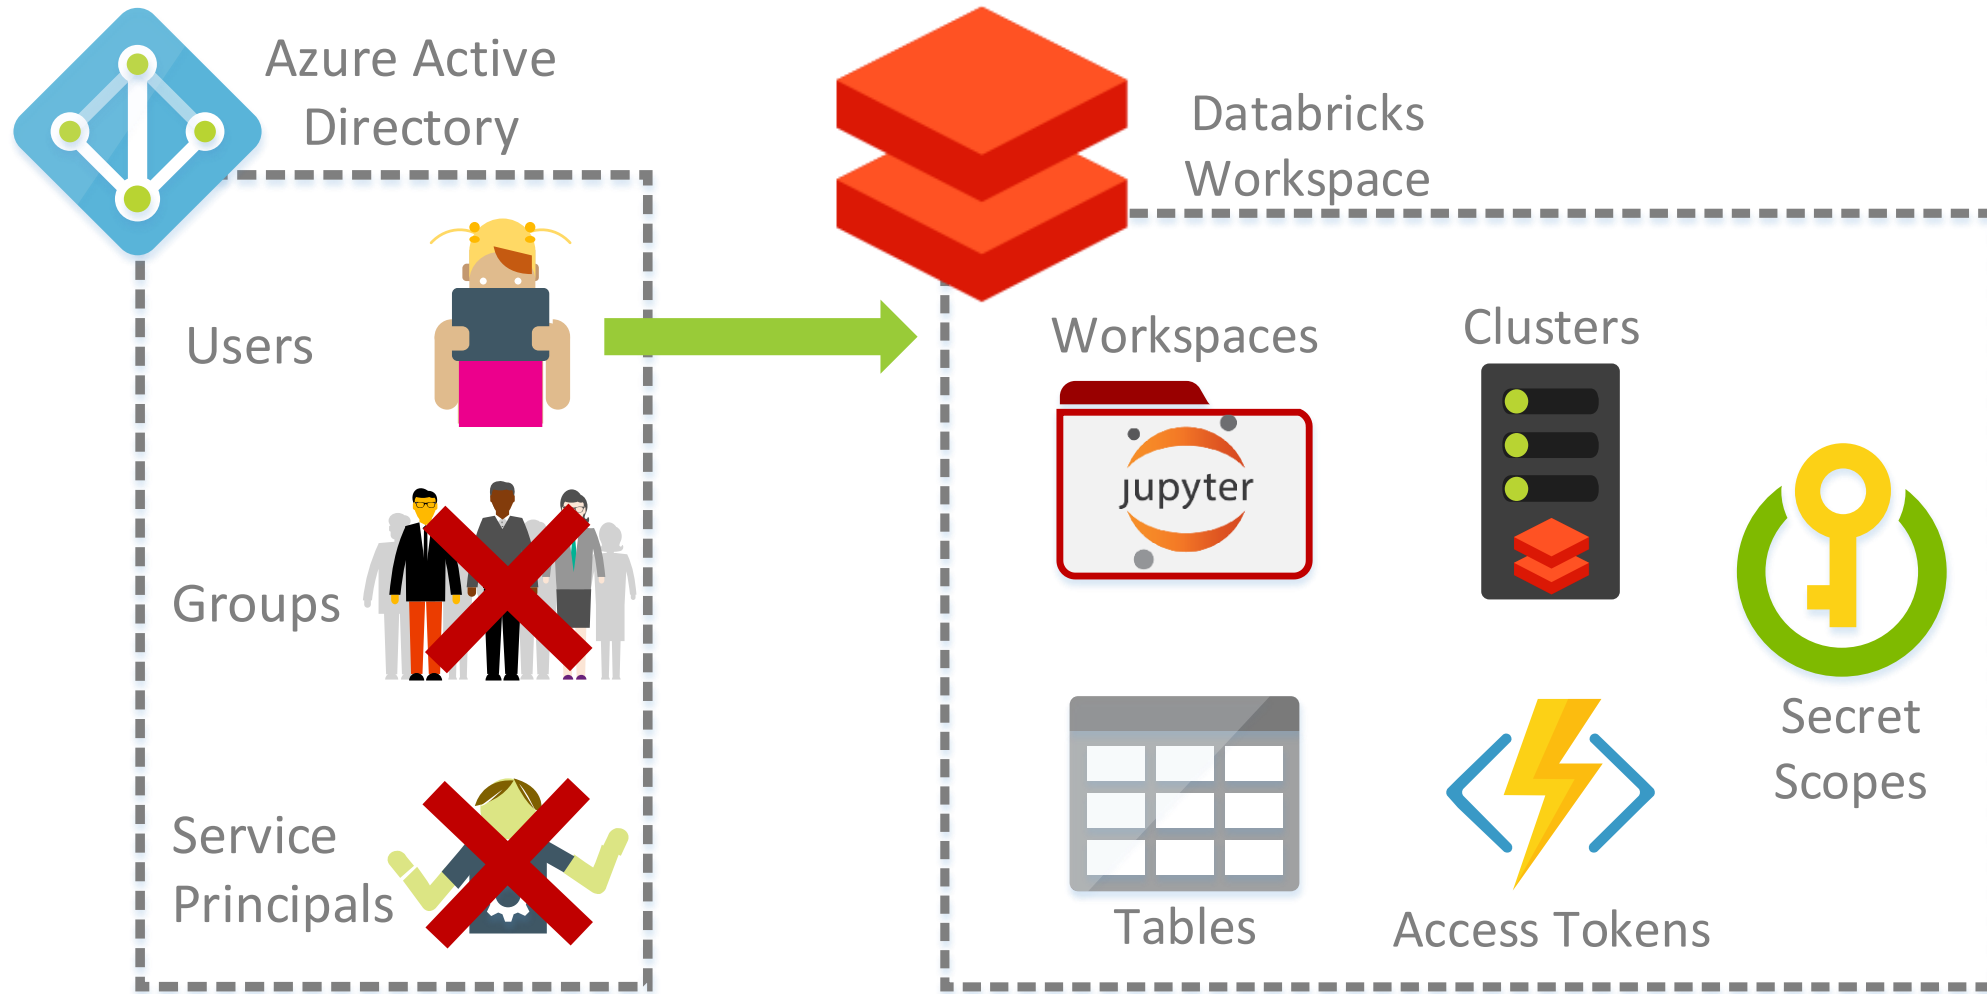 Azure Active
Directory
Users
Groups
Service
Principals
Databricks
Workspace
Workspaces
jupyter
Clusters
Secret
Scopes
Tables
Access Tokens